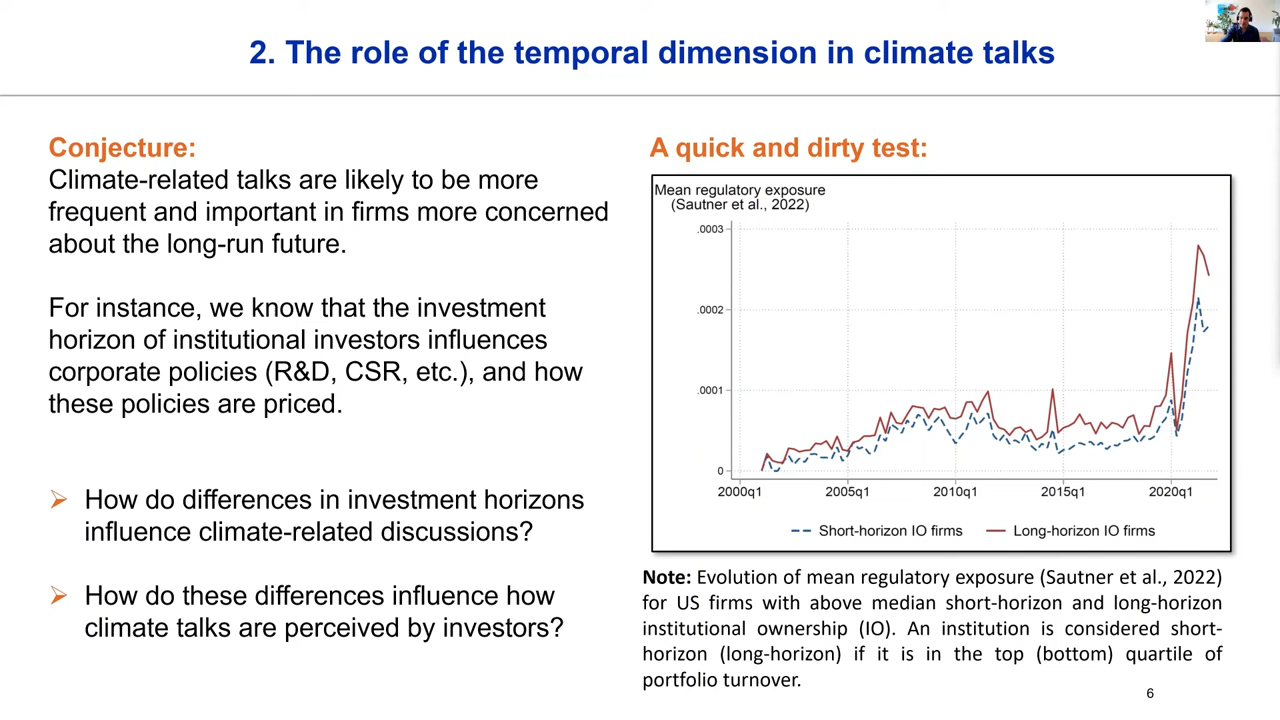 2. The role of the temporal dimension in climate talks
Conjecture:
Climate-related talks are likely to be more
frequent and important in firms more concerned
about the long-run future.
For instance, we know that the investment
horizon of institutional investors influences
corporate policies (R&D, CSR, etc.), and how
these policies are priced.
➢ How do differences in investment horizons
influence climate-related discussions?
➢ How do these differences influence how
climate talks are perceived by investors?
A quick and dirty test:
Mean regulatory exposure
(Sautner et al., 2022)
.0003
.0002
.0001
0
2000q1 2005q1 2010q1 2015q1 2020q1
Short-horizon IO firms Long-horizon IO firms
Note: Evolution of mean regulatory exposure (Sautner et al., 2022)
for US firms with above median short-horizon and long-horizon
institutional ownership (IO). An institution is considered short-
horizon (long-horizon) if it is in the top (bottom) quartile of
portfolio turnover.
6